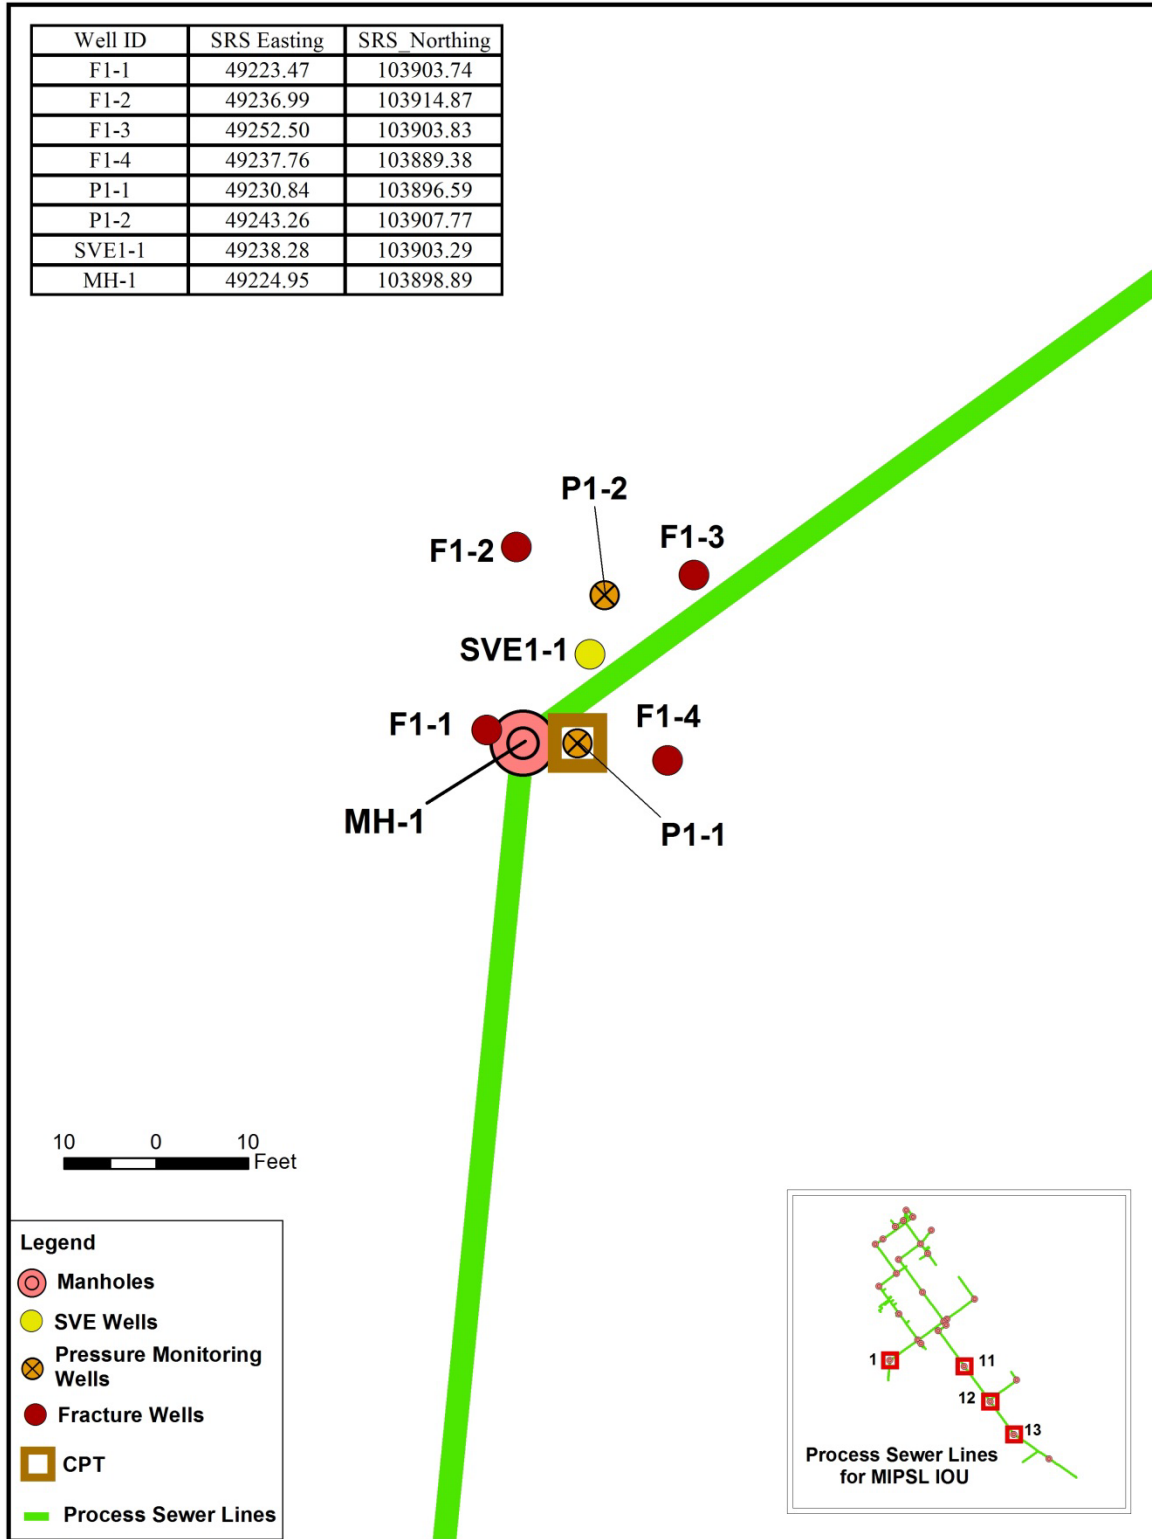 Well ID SRS Easting SRS_Northing
F1-1 49223.47 103903.74
F1-2 49236.99 103914.87
F1-3 49252.50 103903.83
F1-4 49237.76 103889.38
P1-1 49230.84 103896.59
P1-2 49243.26 103907.77
SVE1-1 49238.28 103903.29
MH-1 49224.95 103898.89
P1-2
F1-2
F1-3
SVE1-1
F1-1
F1-4
MH-1
P1-1
10 0 10
Feet
Legend
Manholes
SVE Wells
Pressure Monitoring
Wells
Fracture Wells
CPT
Process Sewer Lines
1
11
12
13
Process Sewer Lines
for MIPSL IOU